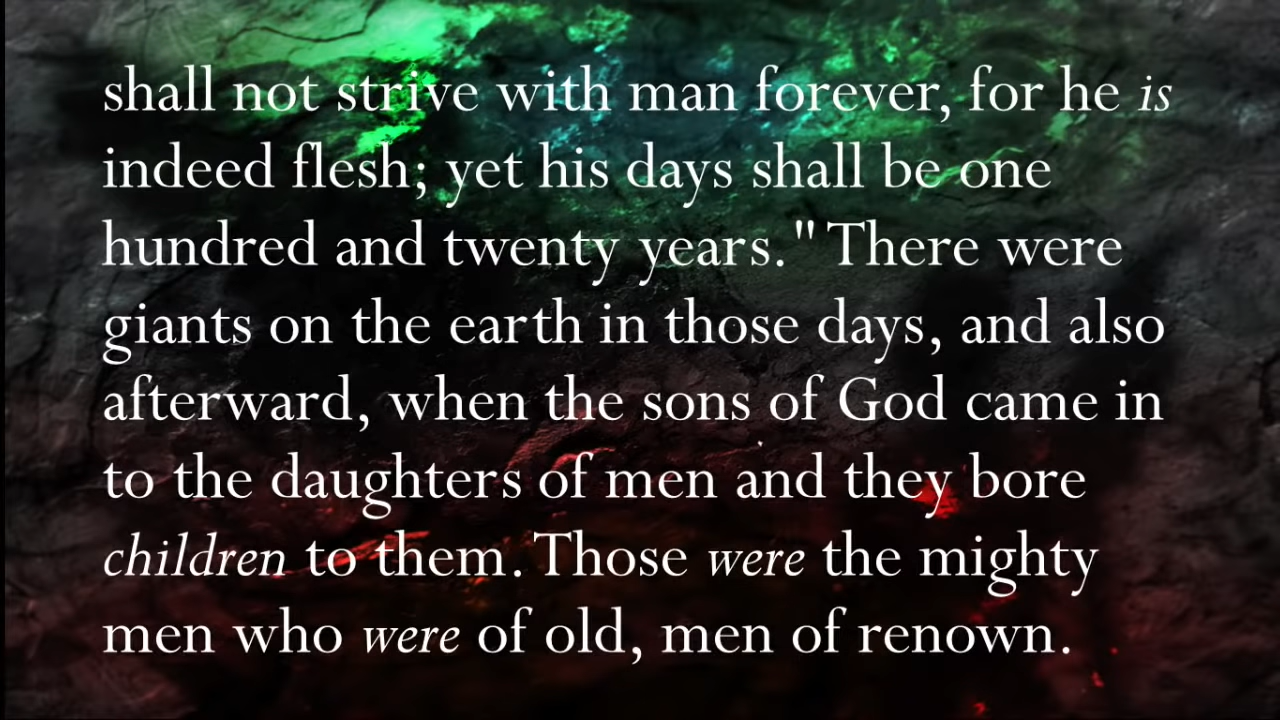 shall not strive with man forever, for he is
indeed flesh; yet his days shall be one
hundred and twenty years." There were
giants on the earth in those days, and also
afterward, when the sons of God came in
to the daughters of men and they bore
children to them. Those were the mighty
men who were of old, men of renown.